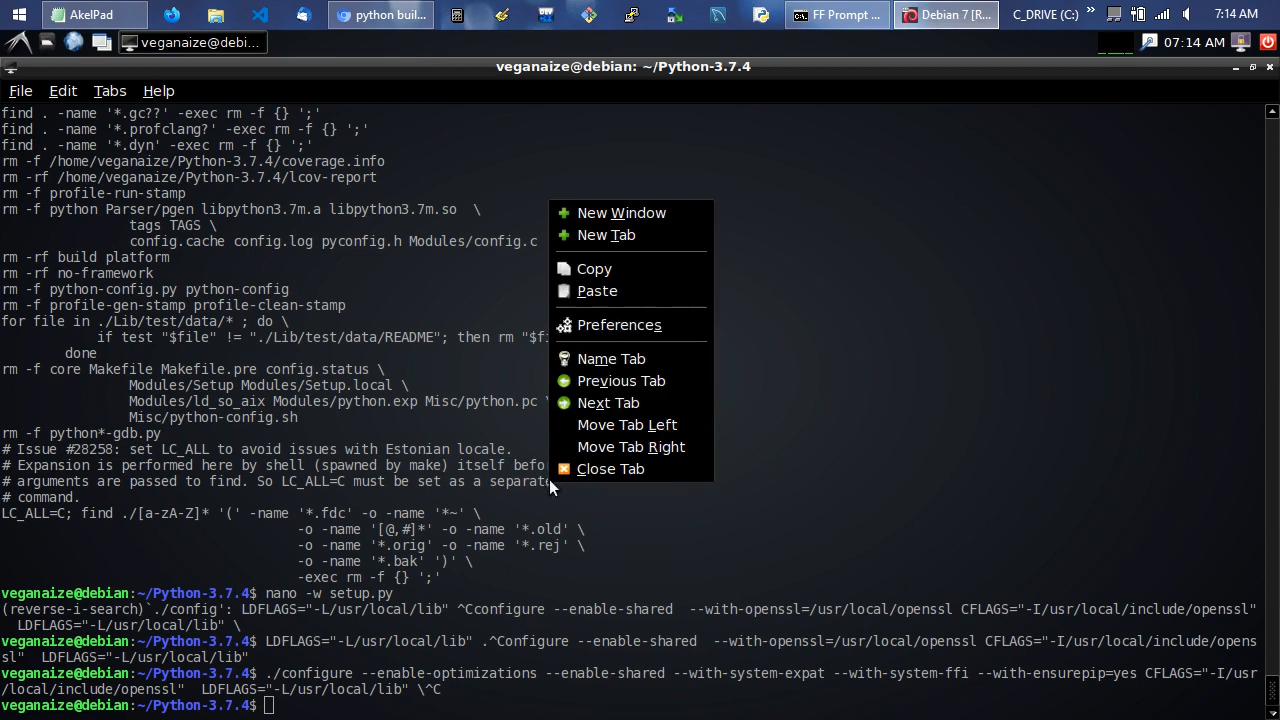 AkelPad
python buil...
FF Prompt ...
Debian 7 [R...
C_DRIVE (C:)
»
7:14 AM
veganaize@debi...
07:14 AM
veganaize@debian: ~/Python-3.7.4
File Edit Tabs Help
find . -name '*.gc??' -exec rm -f {} ';'
find . -name '*.profclang?' -exec rm -f {} ';'
find . -name '*.dyn' -exec rm -f {} ';'
rm -f /home/veganaize/Python-3.7.4/coverage.info
rm -rf /home/veganaize/Python-3.7.4/lcov-report
rm -f profile-run-stamp
rm -f python Parser/pgen libpython3.7m.a libpython3.7m.so  \
tags TAGS \
config.cache config.log pyconfig.h Modules/config.c
rm -rf build platform
rm -rf no-framework
rm -f python-config.py python-config
rm -f profile-gen-stamp profile-clean-stamp
for file in ./Lib/test/data/* ; do \
if test "$file" != "./Lib/test/data/README"; then rm "$fi
done
rm -f core Makefile Makefile.pre config.status \
Modules/Setup Modules/Setup.local \
Modules/ld_so_aix Modules/python.exp Misc/python.pc \
Misc/python-config.sh
rm -f python*-gdb.py
# Issue #28258: set LC_ALL to avoid issues with Estonian locale.
# Expansion is performed here by shell (spawned by make) itself befo
# arguments are passed to find. So LC_ALL=C must be set as a separate
# command.
LC_ALL=C; find ./[a-zA-Z]* '(' -name '*.fdc' -o -name '*~' \
-o -name '[@,#]*' -o -name '*.old' \
-o -name '*.orig' -o -name '*.rej' \
-o -name '*.bak' ')' \
-exec rm -f {} ';'
veganaize@debian:~/Python-3.7.4$ nano -w setup.py
(reverse-i-search)`./config': LDFLAGS="-L/usr/local/lib" ^Cconfigure --enable-shared  --with-openssl=/usr/local/openssl CFLAGS="-I/usr/local/include/openssl"
LDFLAGS="-L/usr/local/lib" \
veganaize@debian:~/Python-3.7.4$ LDFLAGS="-L/usr/local/lib" .^Configure --enable-shared  --with-openssl=/usr/local/openssl CFLAGS="-I/usr/local/include/opens
sl"  LDFLAGS="-L/usr/local/lib"
veganaize@debian:~/Python-3.7.4$ ./configure --enable-optimizations --enable-shared --with-system-expat --with-system-ffi --with-ensurepip=yes CFLAGS="-I/usr
/local/include/openssl"  LDFLAGS="-L/usr/local/lib" \^C
veganaize@debian:~/Python-3.7.4$
New Window
New Tab
Copy
Paste
Preferences
Name Tab
Previous Tab
Next Tab
Move Tab Left
Move Tab Right
Close Tab